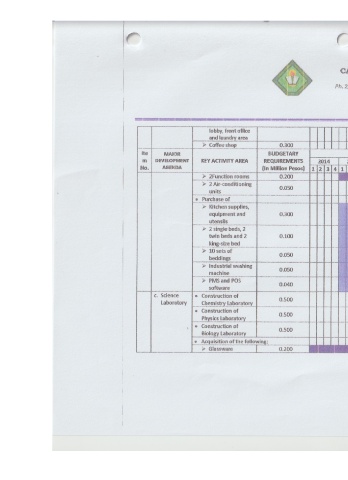 CA
Ph. 2
lobby, front office
and laundry area
➢ Coffee shop 0.300
Ite
m
No.
MAJOR
DEVELOPMENT
AGENDA
KEY ACTIVITY AREA
BUDGETARY
REQUIREMENTS
(In Million Pesos)
2014
1 2 3 4 1
➢ 2Function rooms 0.200
➢ 2 Air conditioning
units 0.050
• Purchase of
➢ Kitchen supplies,
equipment and
utensils 0.300
➢ 2 single beds, 2
twin beds and 2
king-size bed 0.100
➢ 10 sets of
beddings 0.050
➢ Industrial washing
machine 0.050
➢ PMS and POS
software 0.040
c. Science
Laboratory
• Construction of
Chemistry Laboratory 0.500
• Construction of
Physics Laboratory 0.500
• Construction of
Biology Laboratory 0.500
• Acquisition of the following:
➢ Glassware 0.200